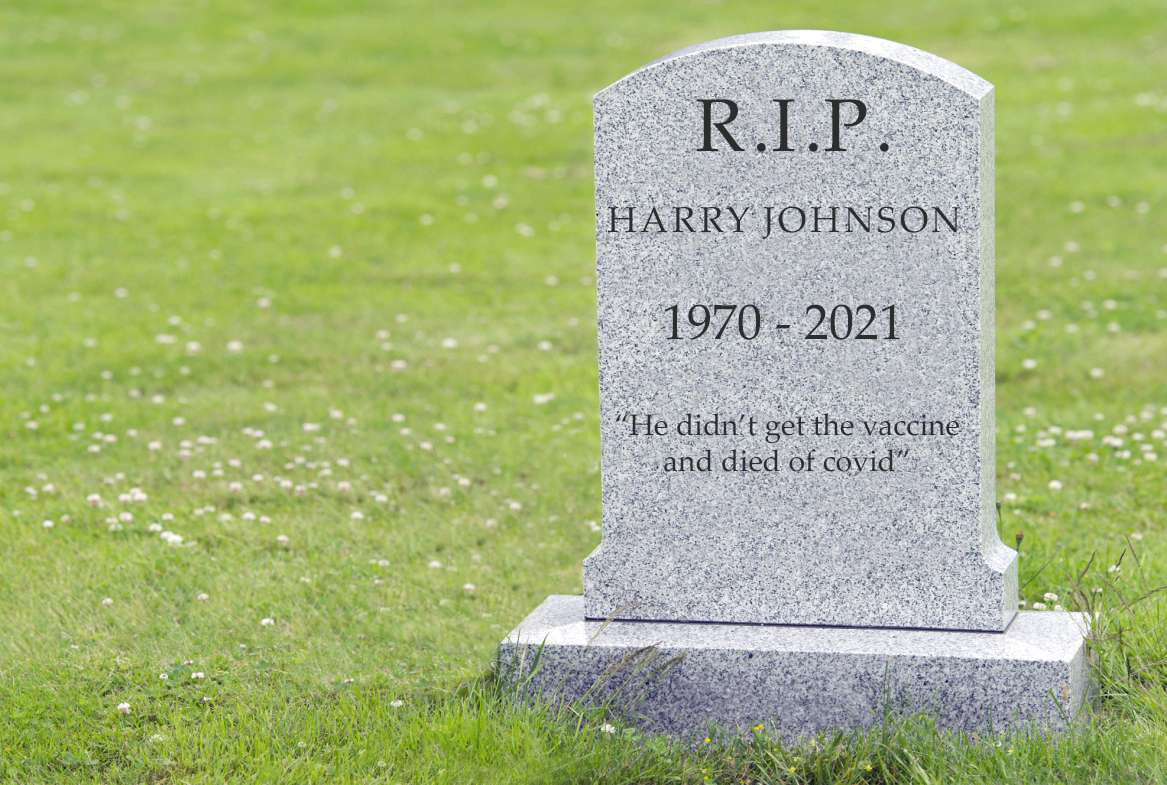 R.I.P.
HARRY JOHNSON
1970 - 2021
“He didn’t get the vaccine
and died of covid”